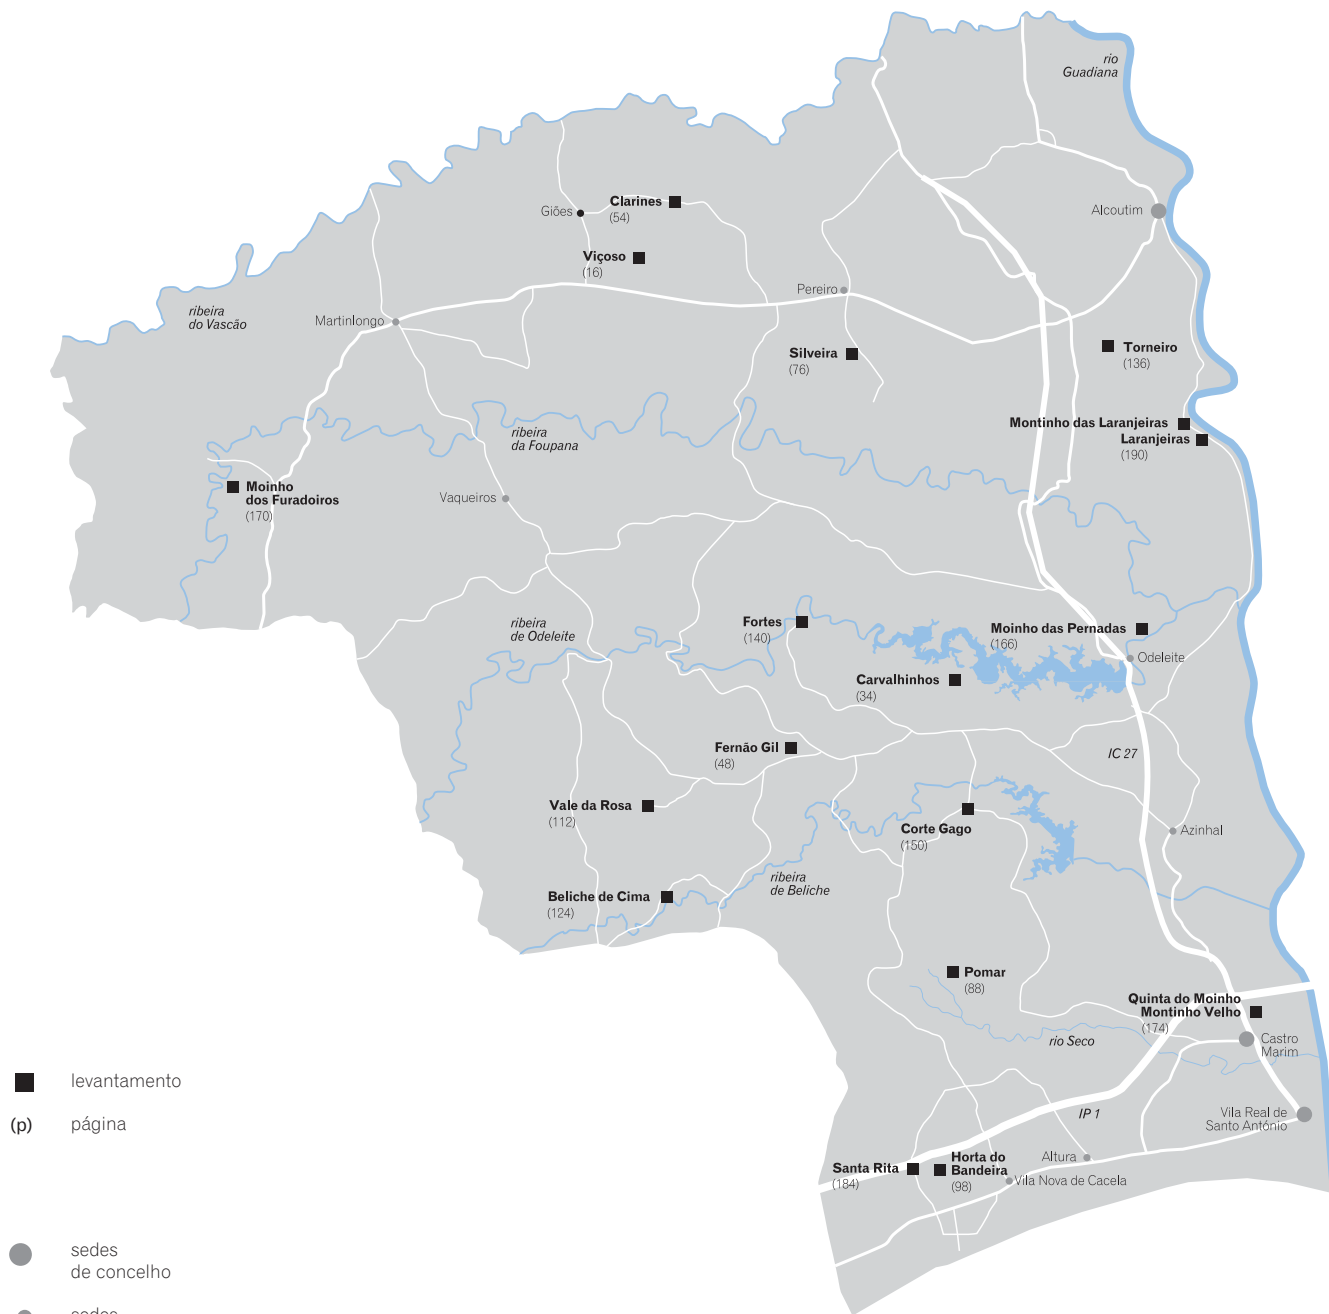 rio
Guadiana
Clarines
(54)
Giões
Alcoutim
Viçoso
(16)
Pereiro
ribeira
do Vascão
Martinlongo
Silveira
(76)
Torneiro
(136)
Montinho das Laranjeiras
Laranjeiras
(190)
ribeira
da Foupana
Moinho
dos Furadoiros
(170)
Vaqueiros
ribeira
de Odeleite
Fortes
(140)
Moinho das Pernadas
(166)
Odeleite
Carvalhinhos
(34)
Fernão Gil
(48)
IC 27
Vale da Rosa
(112)
Corte Gago
(150)
Azinhal
ribeira
de Beliche
Beliche de Cima
(124)
Pomar
(88)
Quinta do Moinho
Montinho Velho
(174)
rio Seco
Castro
Marim
IP 1
Vila Real de
Santo António
Altura
Santa Rita
(184)
Horta do
Bandeira
(98)
Vila Nova de Cacela
levantamento
(p) página
sedes
de concelho
sedes